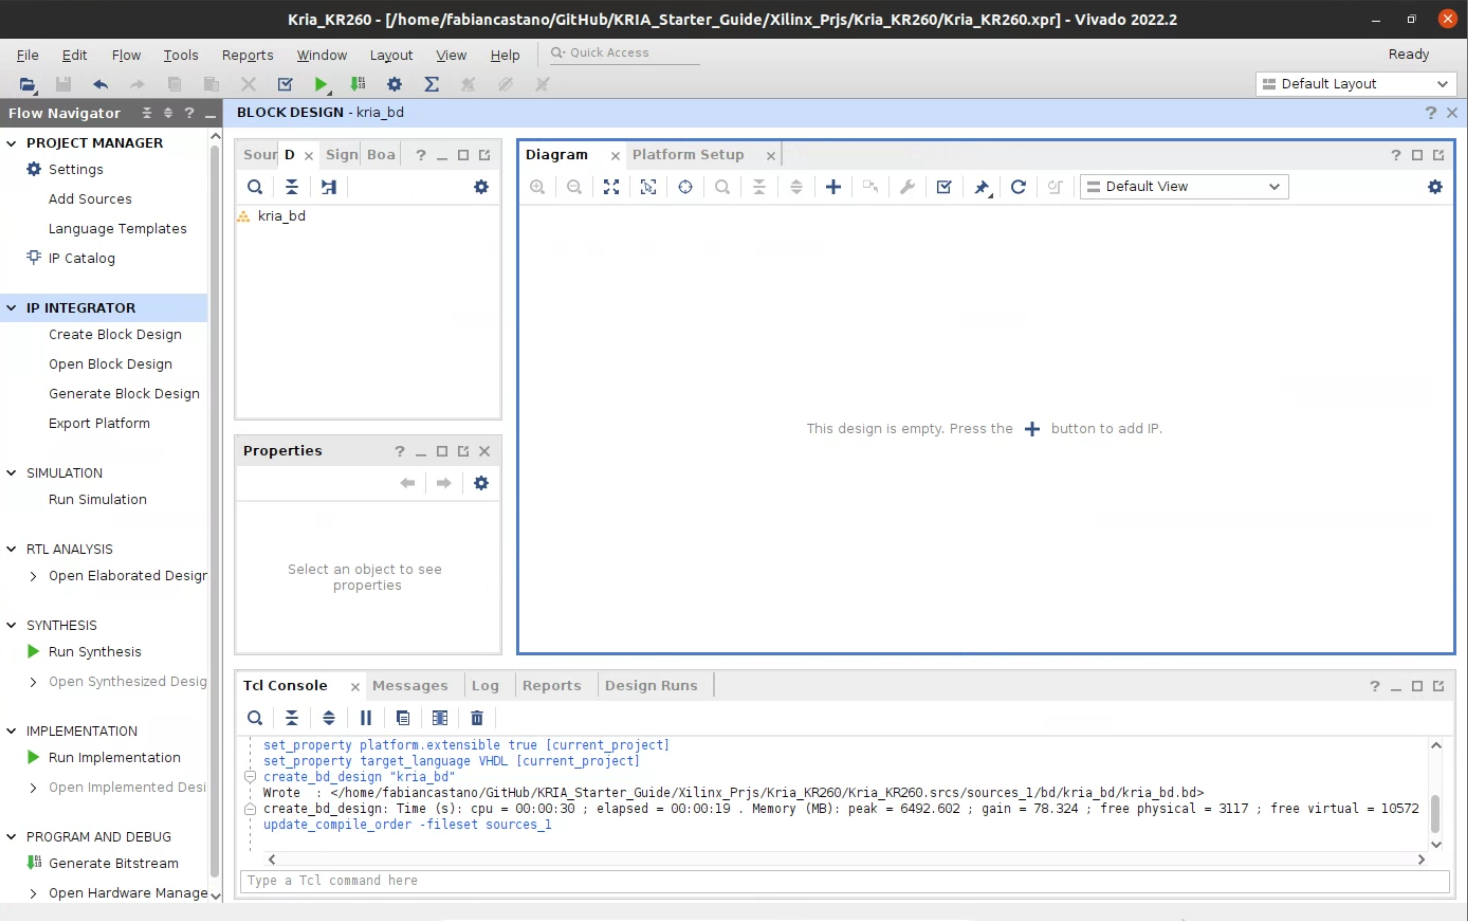 Kria_KR260 - [/home/fabiancastano/GitHub/KRIA_Starter_Guide/Xilinx_Prjs/Kria_KR260/Kria_KR260.xpr] - Vivado 2022.2
File Edit Flow Tools Reports Window Layout View Help Quick Access Ready
Default Layout
Flow Navigator
BLOCK DESIGN - kria_bd
PROJECT MANAGER
Settings
Add Sources
Language Templates
IP Catalog
IP INTEGRATOR
Create Block Design
Open Block Design
Generate Block Design
Export Platform
SIMULATION
Run Simulation
RTL ANALYSIS
Open Elaborated Design
SYNTHESIS
Run Synthesis
Open Synthesized Desig
IMPLEMENTATION
Run Implementation
Open Implemented Desi
PROGRAM AND DEBUG
Generate Bitstream
Open Hardware Manage
Sour D Sign Boa
kria_bd
Properties
Select an object to see
properties
Diagram Platform Setup
Default View
This design is empty. Press the + button to add IP.
Tcl Console Messages Log Reports Design Runs
set_property platform.extensible true [current_project]
set_property target_language VHDL [current_project]
create_bd_design "kria_bd"
Wrote : </home/fabiancastano/GitHub/KRIA_Starter_Guide/Xilinx_Prjs/Kria_KR260/Kria_KR260.srcs/sources_1/bd/kria_bd/kria_bd.bd>
create_bd_design: Time (s): cpu = 00:00:30 ; elapsed = 00:00:19 . Memory (MB): peak = 6492.602 ; gain = 78.324 ; free physical = 3117 ; free virtual = 10572
update_compile_order -fileset sources_1
Type a Tcl command here